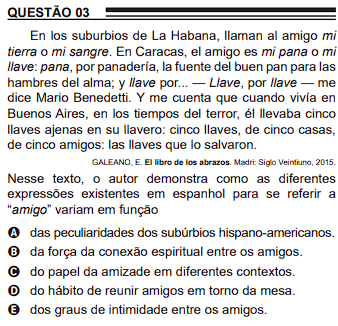 QUESTÃO 03
En los suburbios de La Habana, llaman al amigo mi
tierra o mi sangre. En Caracas, el amigo es mi pana o mi
llave: pana, por panadería, la fuente del buen pan para las
hambres del alma; y llave por... — Llave, por llave — me
dice Mario Benedetti. Y me cuenta que cuando vivía en
Buenos Aires, en los tiempos del terror, él llevaba cinco
llaves ajenas en su llavero: cinco llaves, de cinco casas,
de cinco amigos: las llaves que lo salvaron.
GALEANO, E. El libro de los abrazos. Madri: Siglo Veintiuno, 2015.
Nesse texto, o autor demonstra como as diferentes
expressões existentes em espanhol para se referir a
“amigo” variam em função
A das peculiaridades dos subúrbios hispano-americanos.
B da força da conexão espiritual entre os amigos.
C do papel da amizade em diferentes contextos.
D do hábito de reunir amigos em torno da mesa.
E dos graus de intimidade entre os amigos.